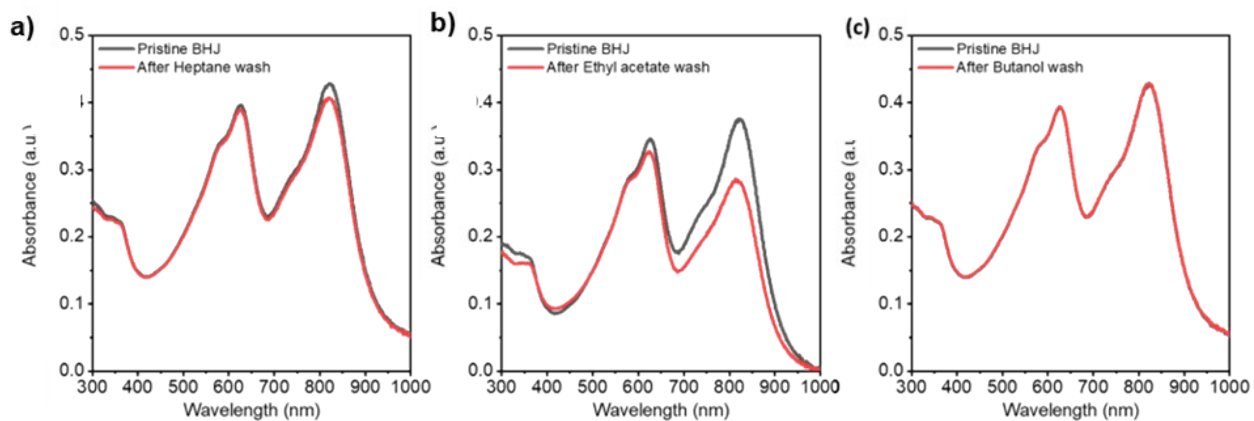 a)
Pristine BHJ
After Heptane wash
0.5
0.3
0.2
0.1
0.0
Absorbance (a.u
300 400 500 600 700 800 900 1000
Wavelength (nm)
b)
Pristine BHJ
After Ethyl acetate wash
0.5
0.4
0.3
0.2
0.1
0.0
Absorbance (a.u
300 400 500 600 700 800 900 1000
Wavelength (nm)
(c)
Pristine BHJ
After Butanol wash
0.5
0.4
0.3
0.2
0.1
0.0
Absorbance (a.u
300 400 500 600 700 800 900 1000
Wavelength (nm)